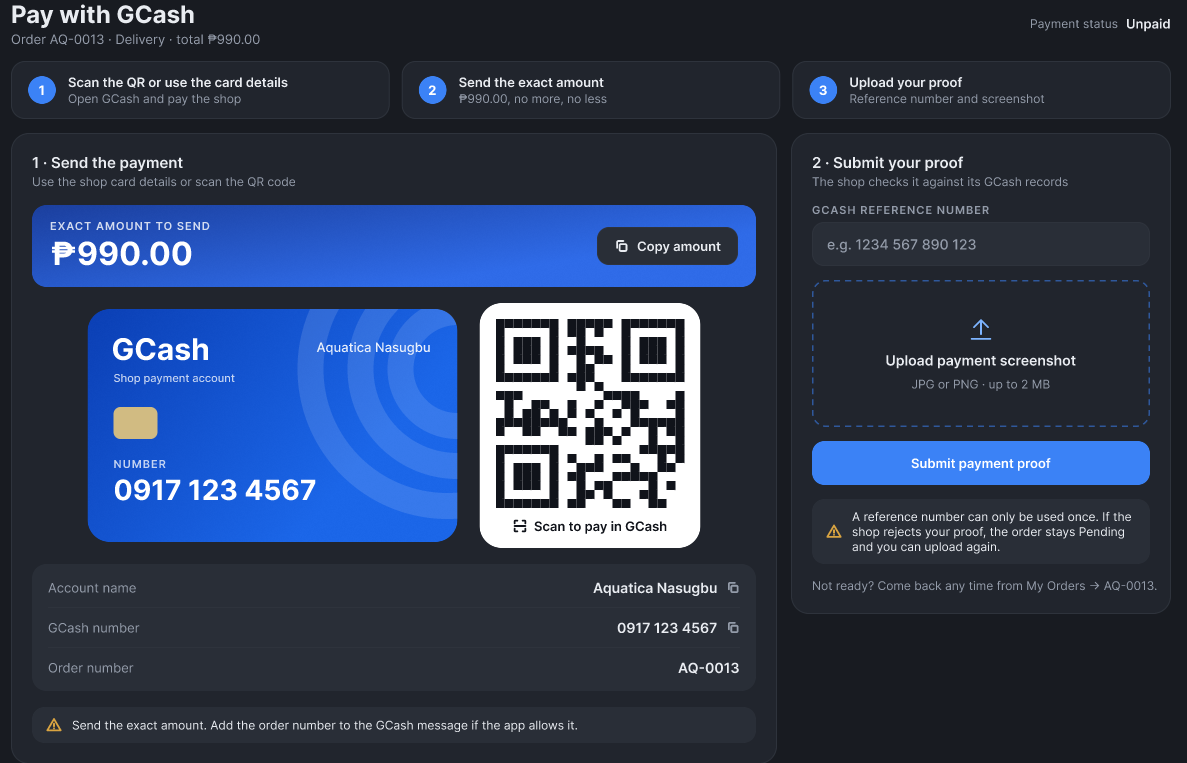 Pay with GCash
Order AQ-0013 · Delivery · total ₱990.00
Payment status Unpaid
1
Scan the QR or use the card details
Open GCash and pay the shop
2
Send the exact amount
₱990.00, no more, no less
3
Upload your proof
Reference number and screenshot
1 · Send the payment
Use the shop card details or scan the QR code
EXACT AMOUNT TO SEND
₱990.00
Copy amount
GCash
Aquatica Nasugbu
Shop payment account
NUMBER
0917 123 4567
Scan to pay in GCash
Account name
Aquatica Nasugbu
GCash number
0917 123 4567
Order number
AQ-0013
Send the exact amount. Add the order number to the GCash message if the app allows it.
2 · Submit your proof
The shop checks it against its GCash records
GCASH REFERENCE NUMBER
e.g. 1234 567 890 123
Upload payment screenshot
JPG or PNG · up to 2 MB
Submit payment proof
A reference number can only be used once. If the
shop rejects your proof, the order stays Pending
and you can upload again.
Not ready? Come back any time from My Orders → AQ-0013.